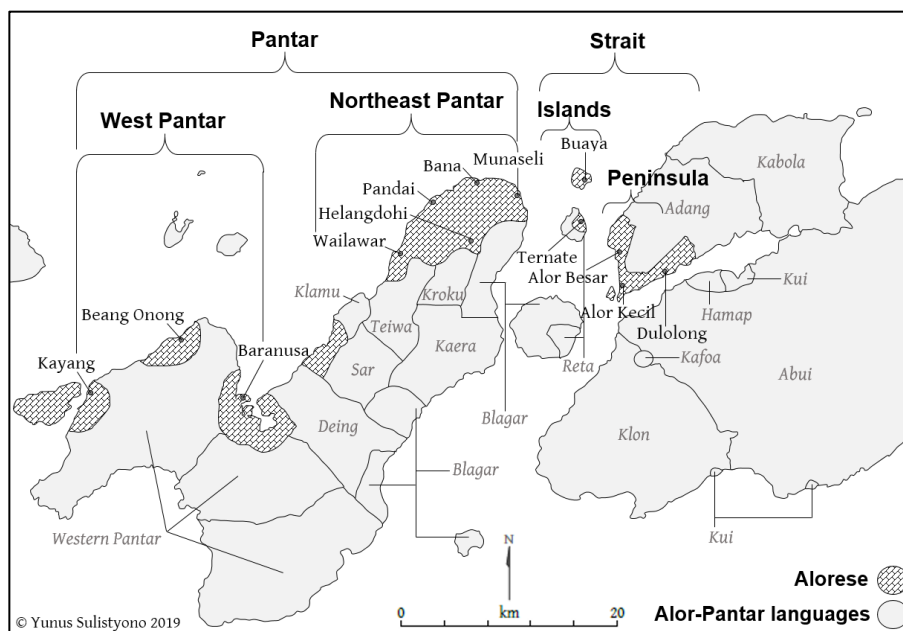 Pantar
Strait
Northeast Pantar
Islands
West Pantar
Buaya
Bana
Munaseli
Peninsula
Kabola
Pandai
Adang
Helangdohi
Wailawar
Ternate
Alor Besar
Klamu
Kroku
Kui
Beang Onong
Teiwa
Alor Kecil
Hamap
Dulolong
Baranusa
Kaera
Kayang
Sar
Reta
Kafoa
Abui
Deing
Blagar
Klon
Blagar
Western Pantar
Kui
N
Alorese
0
km
20
Alor-Pantar languages
© Yunus Sulistyono 2019